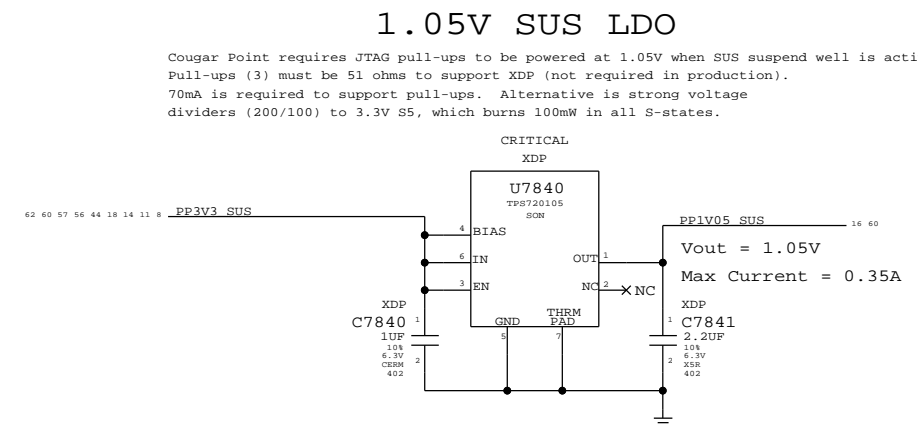 1.05V SUS LDO
Cougar Point requires JTAG pull-ups to be powered at 1.05V when SUS suspend well is acti
Pull-ups (3) must be 51 ohms to support XDP (not required in production).
70mA is required to support pull-ups.  Alternative is strong voltage
dividers (200/100) to 3.3V S5, which burns 100mW in all S-states.
CRITICAL
XDP
U7840
TPS720105
SON
62 60 57 56 44 18 14 11 8 PP3V3_SUS
PP1V05_SUS 16 60
4 BIAS
Vout = 1.05V
6 IN
OUT 1
Max Current = 0.35A
3 EN
NC 2 NC
XDP
C7840 1
1UF
10%
6.3V
CERM 2
402
GND
5
THRM
PAD
7
XDP
1 C7841
2.2UF
10%
6.3V
2 X5R
402